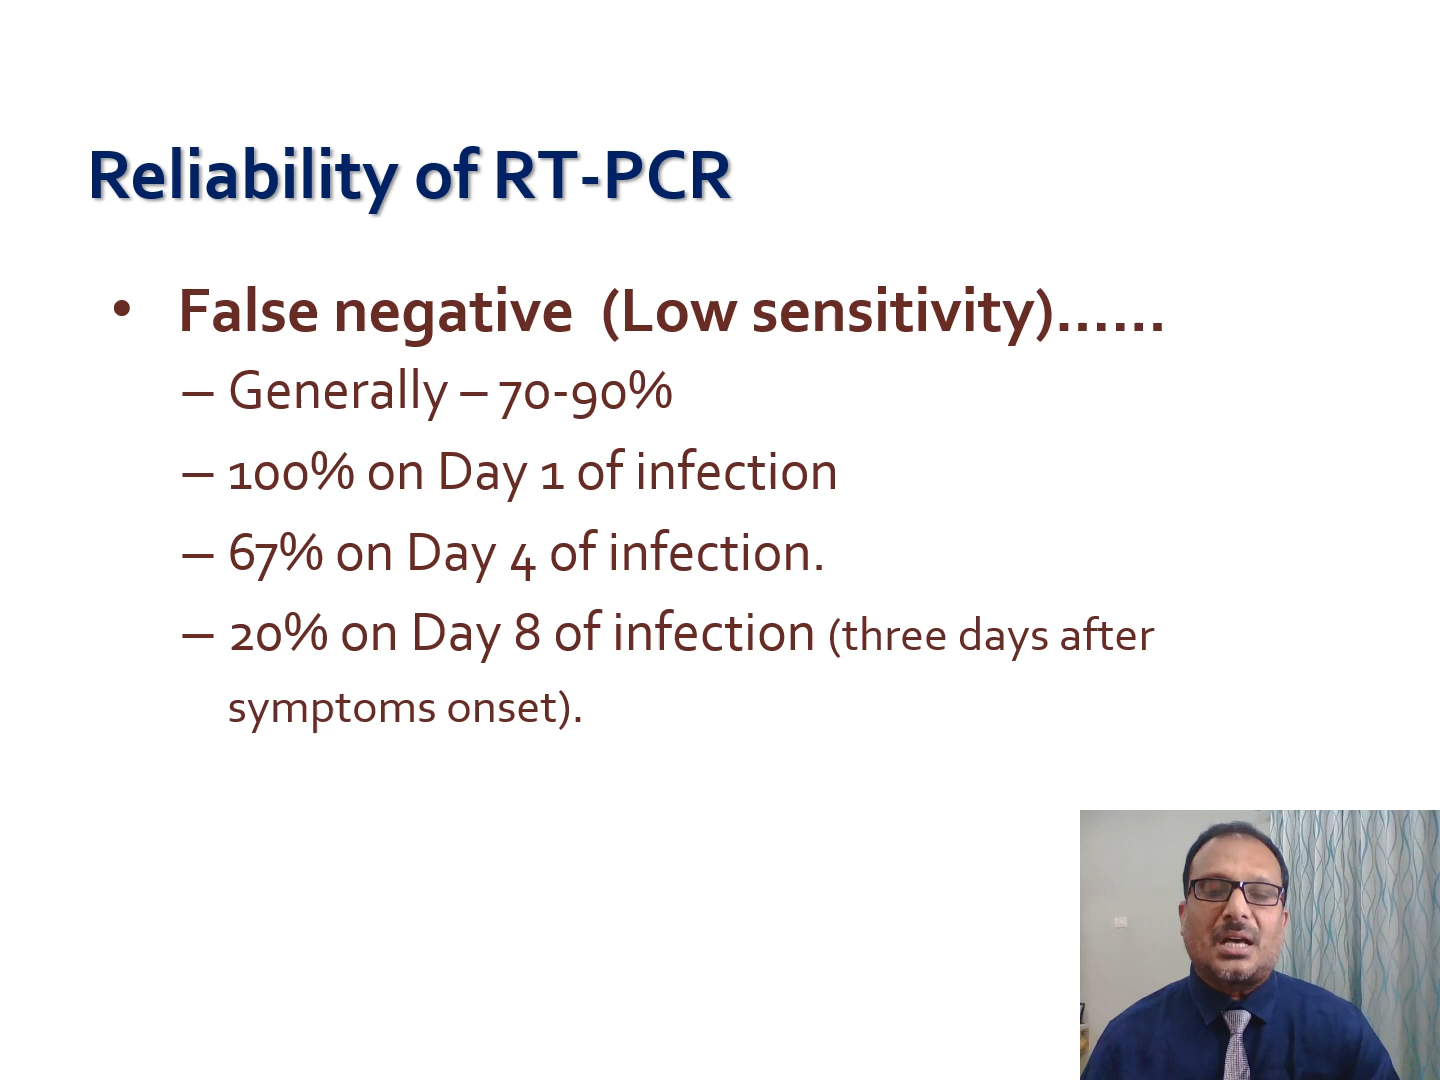 Reliability of RT-PCR
• False negative (Low sensitivity)......
– Generally – 70-90%
– 100% on Day 1 of infection
– 67% on Day 4 of infection.
– 20% on Day 8 of infection (three days after
symptoms onset).